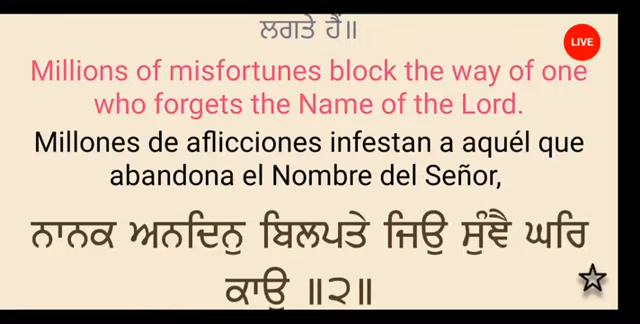 ਲਗਤੇ ਹੈਂ॥
LIVE
Millions of misfortunes block the way of one
who forgets the Name of the Lord.
Millones de aflicciones infestan a aquél que
abandona el Nombre del Señor,
ਨਾਨਕ ਅਨਦਿਨੁ ਬਿਲਪਤੇ ਜਿਉ ਸੁੰਞੈ ਘਰਿ
ਕਾਉ ॥੨॥